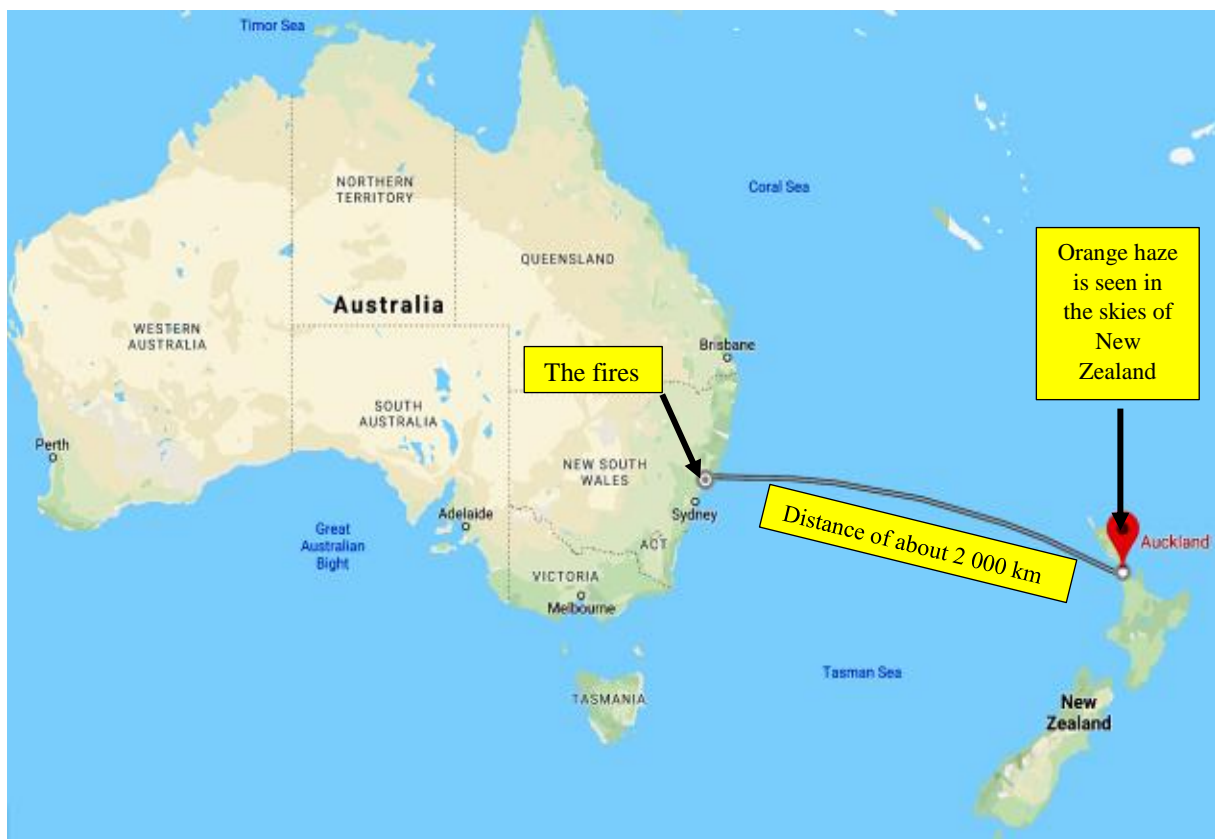 Timor Sea
NORTHERN
TERRITORY
Coral Sea
QUEENSLAND
Orange haze
is seen in
the skies of
New
Zealand
Australia
WESTERN
AUSTRALIA
Brisbane
The fires
SOUTH
AUSTRALIA
Perth
NEW SOUTH
WALES
Adelaide
Sydney
Distance of about 2 000 km
Great
Australian
Bight
ACT
Auckland
VICTORIA
Melbourne
Tasman Sea
TASMANIA
New
Zealand